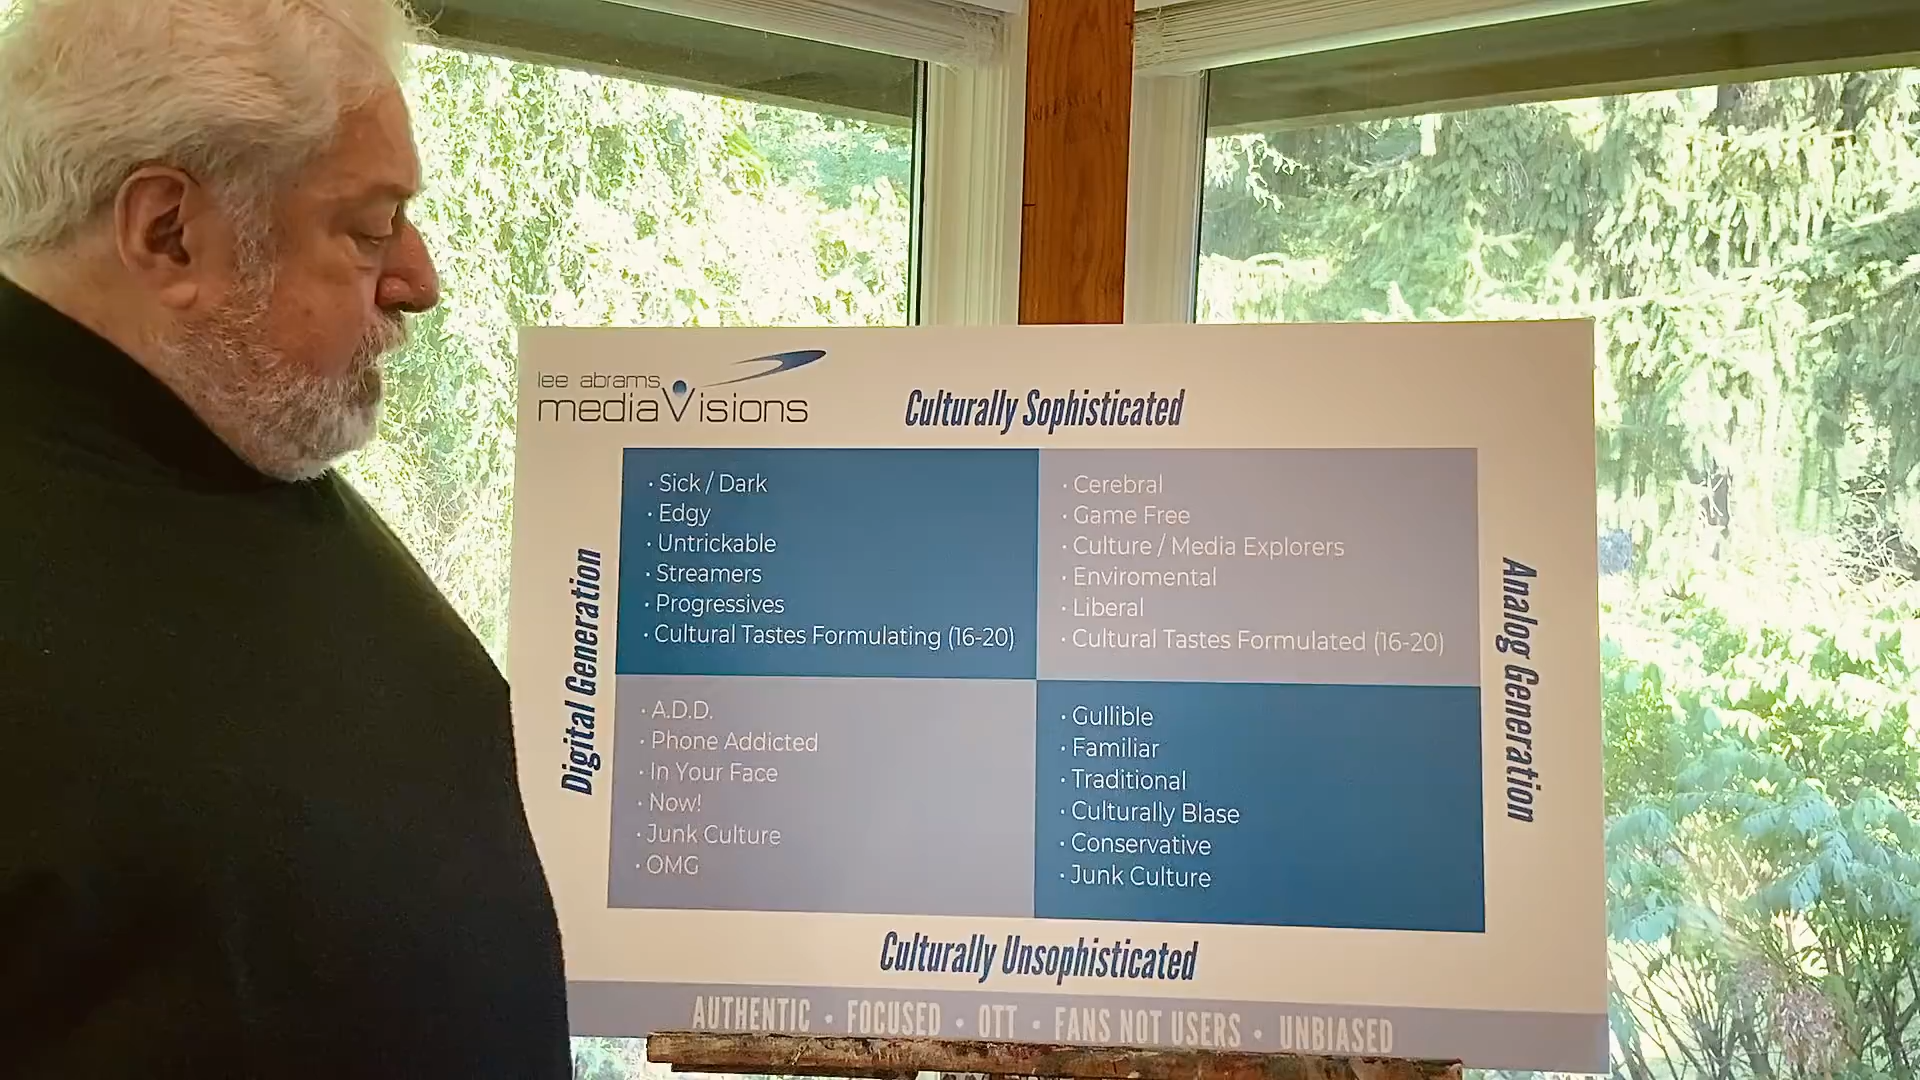 lee abrams
mediaVisions
Culturally Sophisticated
Digital Generation
· Sick / Dark
· Edgy
· Untrickable
· Streamers
· Progressives
· Cultural Tastes Formulating (16-20)
· Cerebral
· Game Free
· Culture / Media Explorers
· Enviromental
· Liberal
· Cultural Tastes Formulated (16-20)
Analog Generation
· A.D.D.
· Phone Addicted
· In Your Face
· Now!
· Junk Culture
· OMG
· Gullible
· Familiar
· Traditional
· Culturally Blase
· Conservative
· Junk Culture
Culturally Unsophisticated
AUTHENTIC · FOCUSED · OTT · FANS NOT USERS · UNBIASED